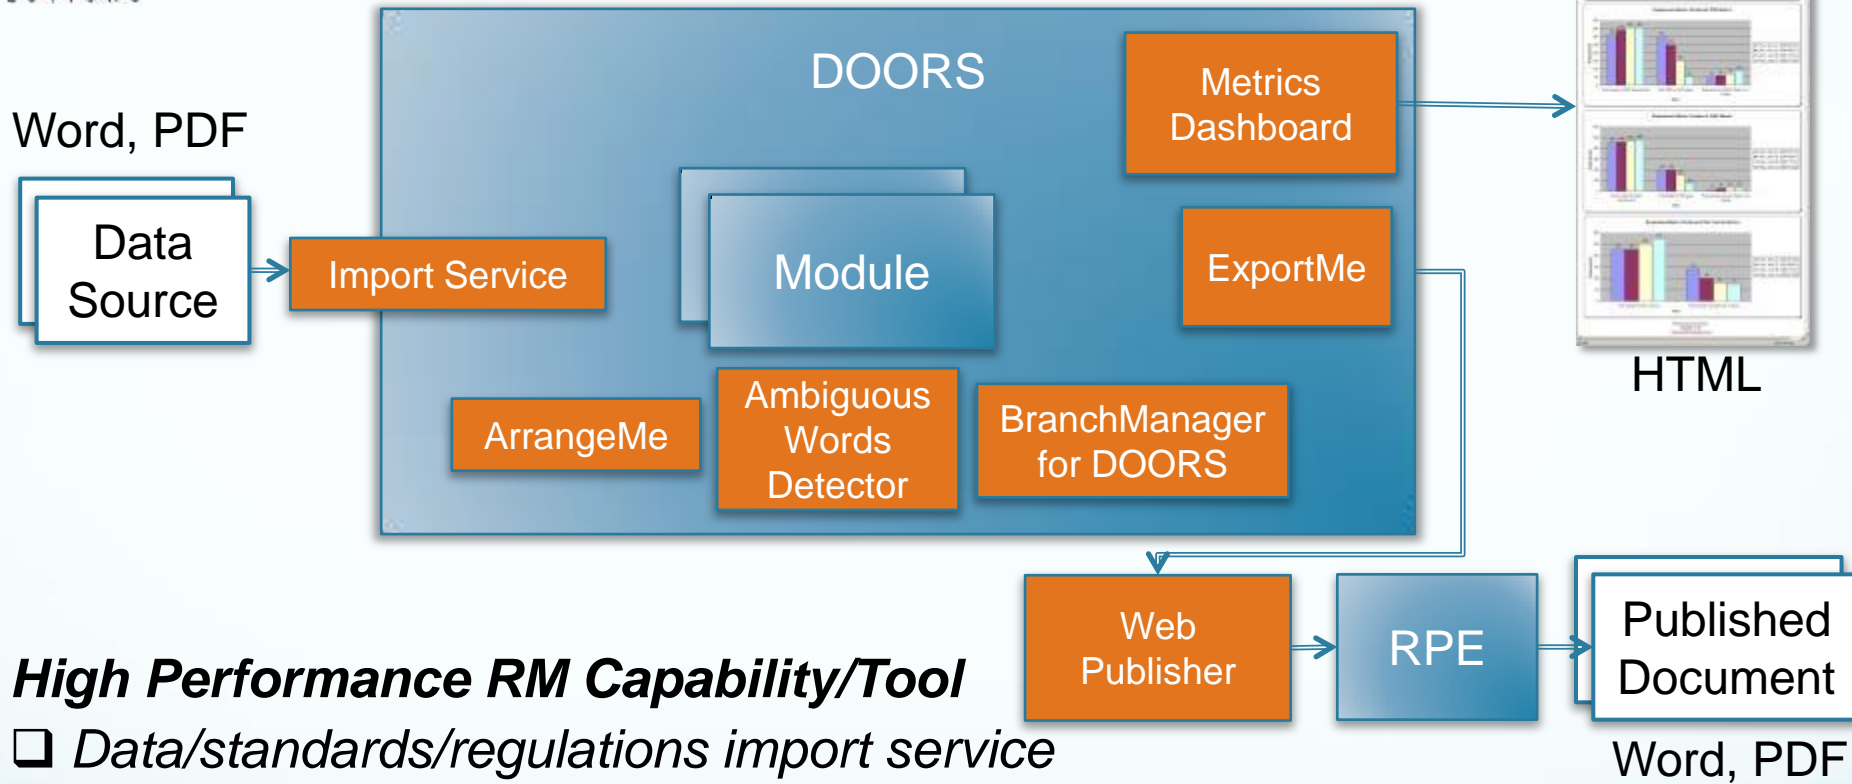 DOORS
Metrics
Dashboard
Word, PDF
Data
Source
Import Service
Module
ExportMe
HTML
ArrangeMe
Ambiguous
Words
Detector
BranchManager
for DOORS
Web
Publisher
RPE
Published
Document
Word, PDF
High Performance RM Capability/Tool
Data/standards/regulations import service